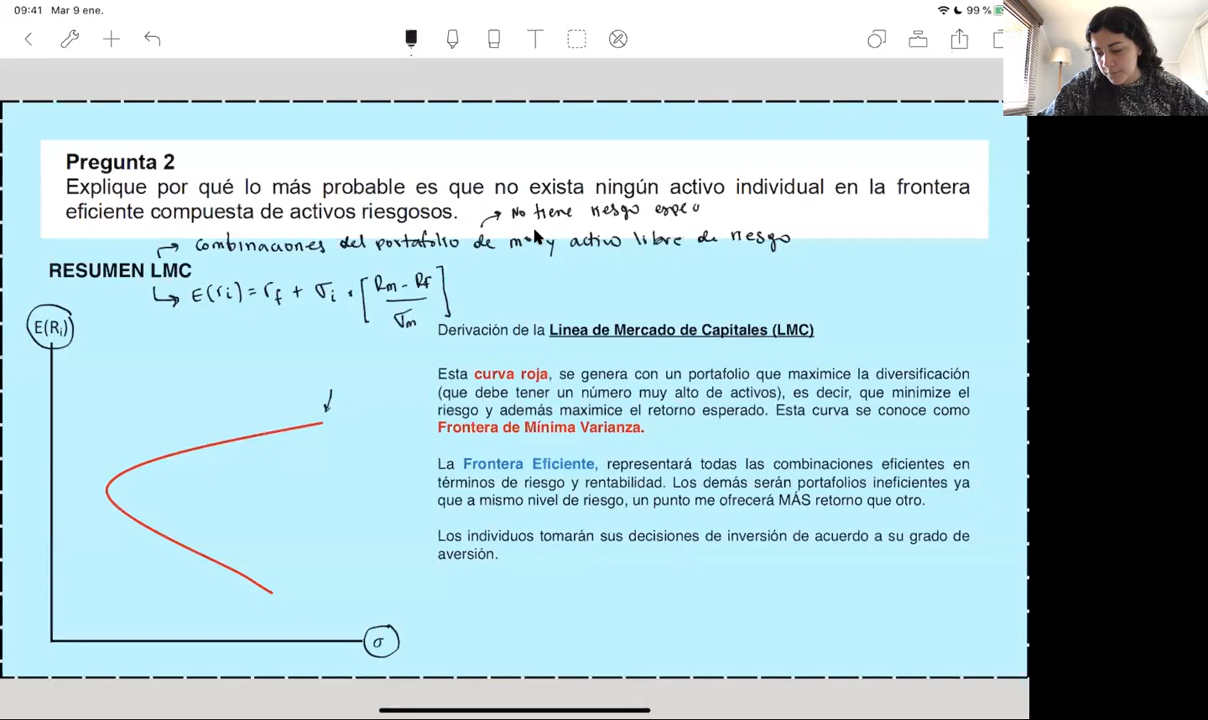 09:41 Mar 9 ene.
99 %
Pregunta 2
Explique por qué lo más probable es que no exista ningún activo individual en la frontera
eficiente compuesta de activos riesgosos.
No tiene riesgo espe
combinaciones del portafolio de y activo libre de riesgo
RESUMEN LMC
E(ri) = rf + σi · [Rm - Rf / σm]
E(Ri)
Derivación de la Linea de Mercado de Capitales (LMC)
Esta curva roja, se genera con un portafolio que maximice la diversificación
(que debe tener un número muy alto de activos), es decir, que minimize el
riesgo y además maximice el retorno esperado. Esta curva se conoce como
Frontera de Mínima Varianza.
La Frontera Eficiente, representará todas las combinaciones eficientes en
términos de riesgo y rentabilidad. Los demás serán portafolios ineficientes ya
que a mismo nivel de riesgo, un punto me ofrecerá MÁS retorno que otro.
Los individuos tomarán sus decisiones de inversión de acuerdo a su grado de
aversión.
σ